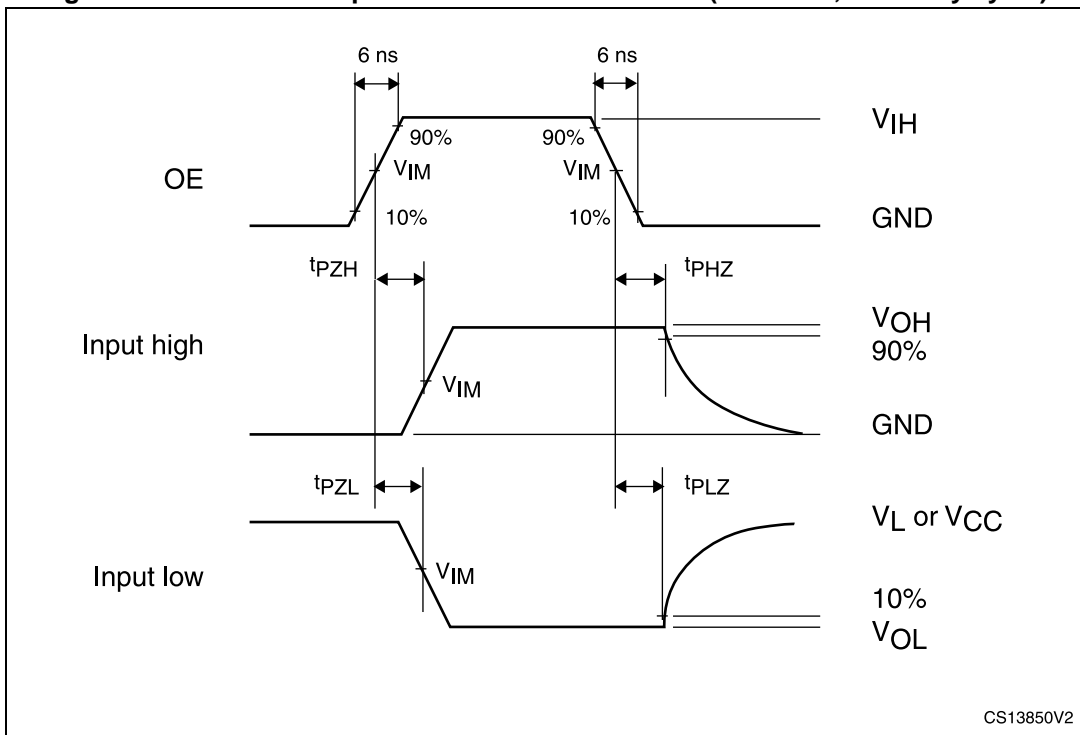 6 ns 6 ns
VIH
90% 90%
OE VIM VIM
10% 10% GND
tPZH tPHZ
VOH
Input high 90%
VIM
GND
tPZL tPLZ
VL or VCC
Input low VIM
10%
VOL
CS13850V2